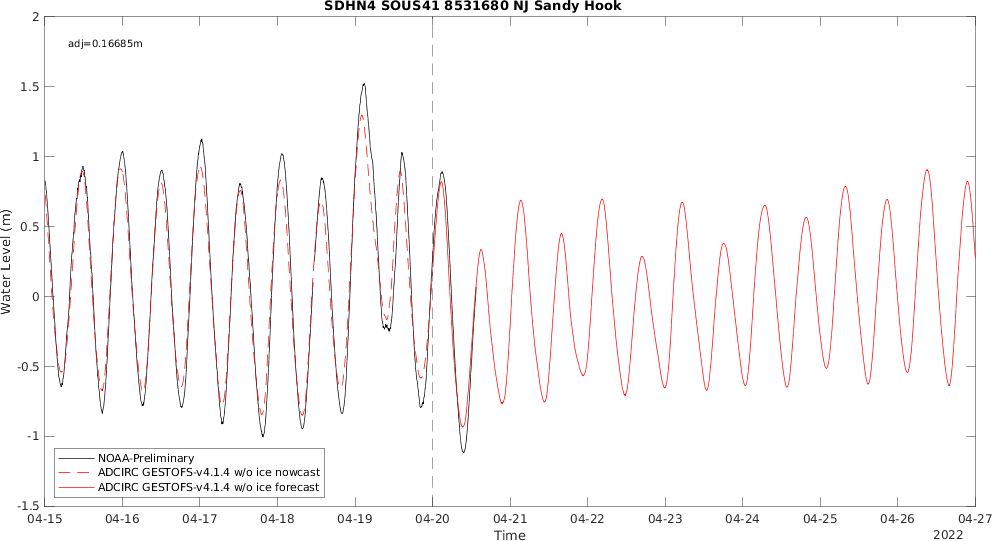 SDHN4 SOUS41 8531680 NJ Sandy Hook
adj=0.16685m
2
1.5
1
0.5
0
-0.5
-1
-1.5
Water Level (m)
NOAA-Preliminary
ADCIRC GESTOFS-v4.1.4 w/o ice nowcast
ADCIRC GESTOFS-v4.1.4 w/o ice forecast
04-15 04-16 04-17 04-18 04-19 04-20 04-21 04-22 04-23 04-24 04-25 04-26 04-27
Time
2022